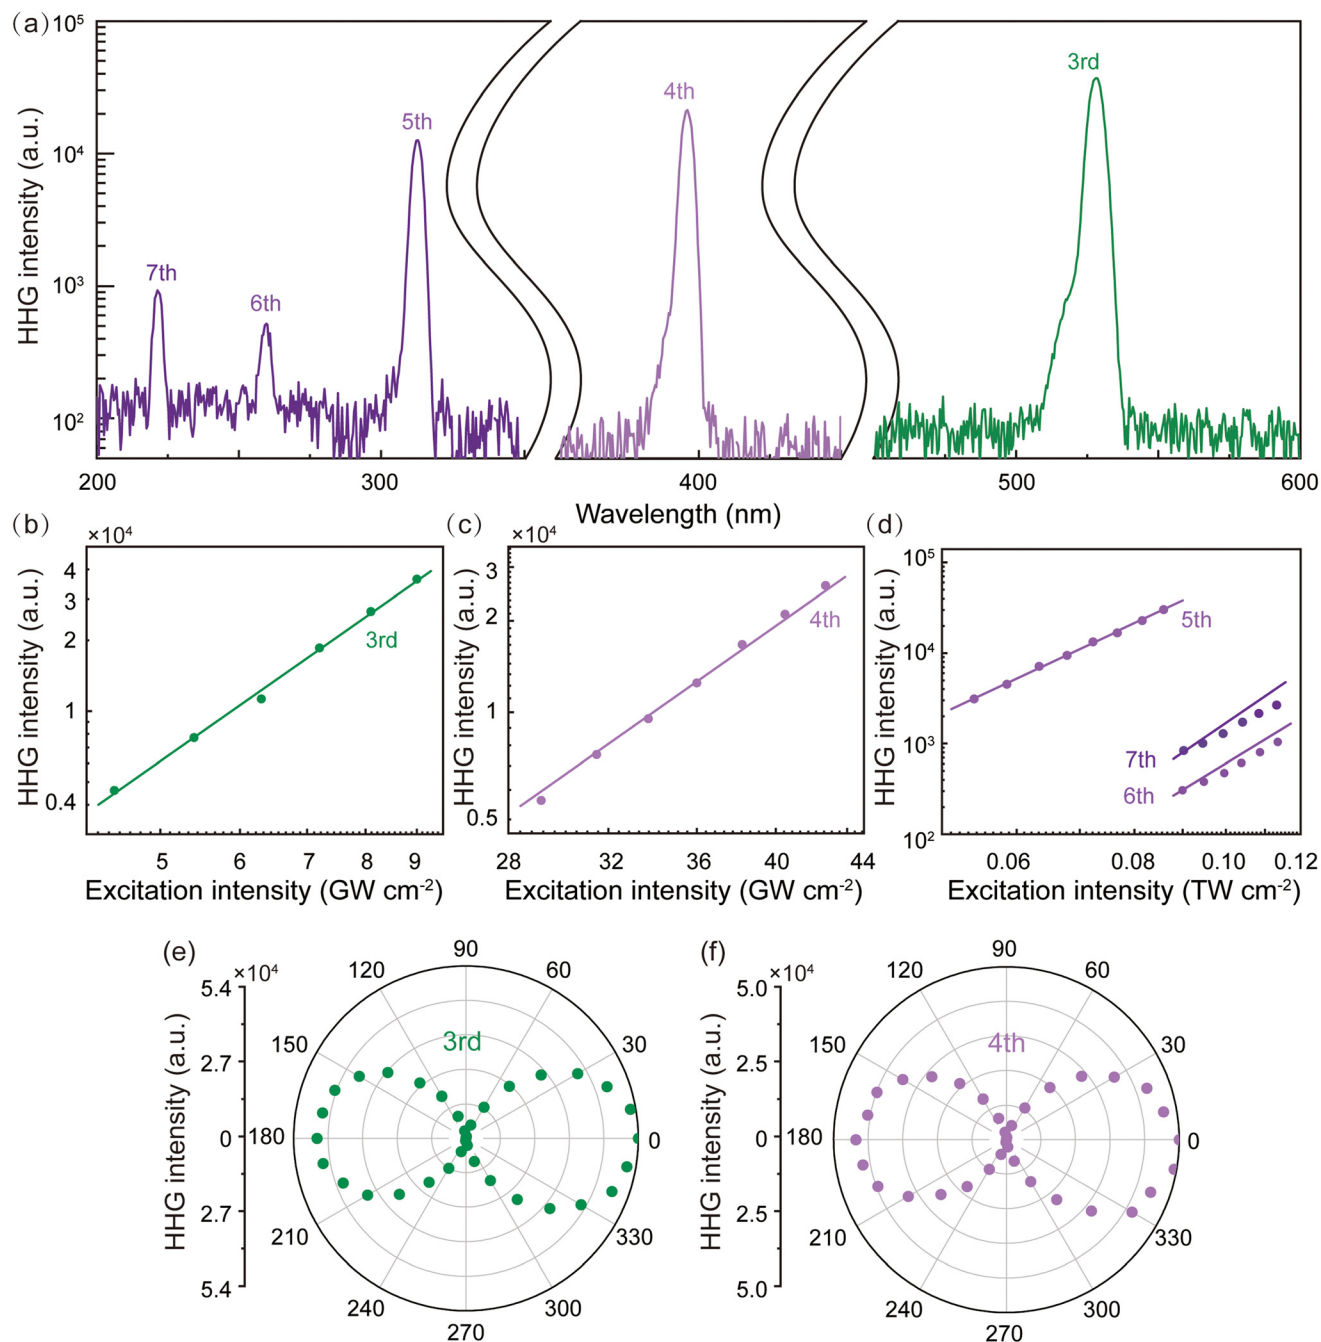 (a)
HHG intensity (a.u.)
10⁵
10⁴
10³
10²
7th
6th
5th
4th
3rd
200
300
400
500
600
Wavelength (nm)
(b)
×10⁴
HHG intensity (a.u.)
4
3
2
1
0.4
3rd
5
6
7
8
9
Excitation intensity (GW cm⁻²)
(c)
×10⁴
HHG intensity (a.u.)
3
2
1
0.5
4th
28
32
36
40
44
Excitation intensity (GW cm⁻²)
(d)
HHG intensity (a.u.)
10⁵
10⁴
10³
10²
5th
7th
6th
0.06
0.08
0.10
0.12
Excitation intensity (TW cm⁻²)
(e)
×10⁴
HHG intensity (a.u.)
5.4
2.7
0
2.7
5.4
3rd
90
60
30
0
330
300
270
240
210
180
150
120
(f)
×10⁴
HHG intensity (a.u.)
5.0
2.5
0
2.5
5.0
4th
90
60
30
0
330
300
270
240
210
180
150
120